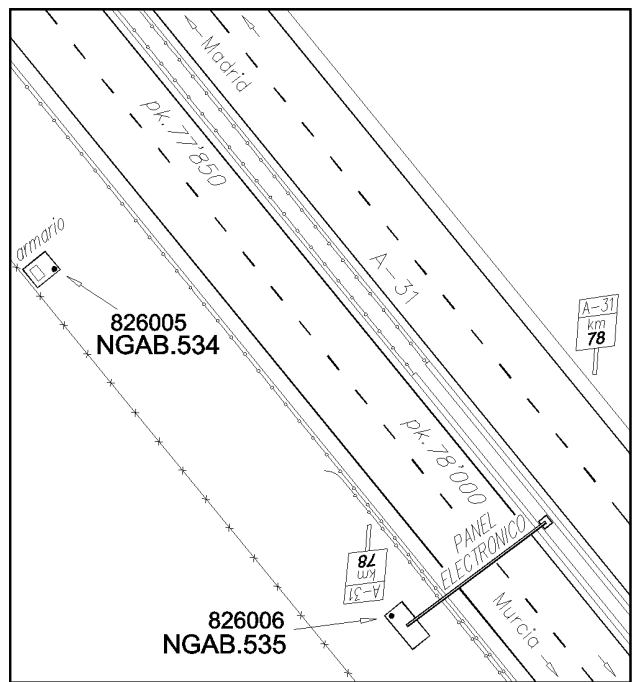 Madrid
pk.77'850
armario
A-31
826005
NGAB.534
A-31
km
78
pk.78'000
PANEL
ELECTRONICO
A-31
km
78
826006
NGAB.535
Murcia